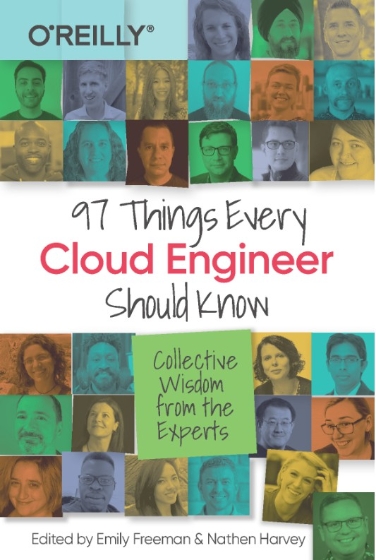 O'REILLY®
97 Things Every
Cloud Engineer
Should Know
Collective
Wisdom
from the
Experts
Edited by Emily Freeman & Nathen Harvey